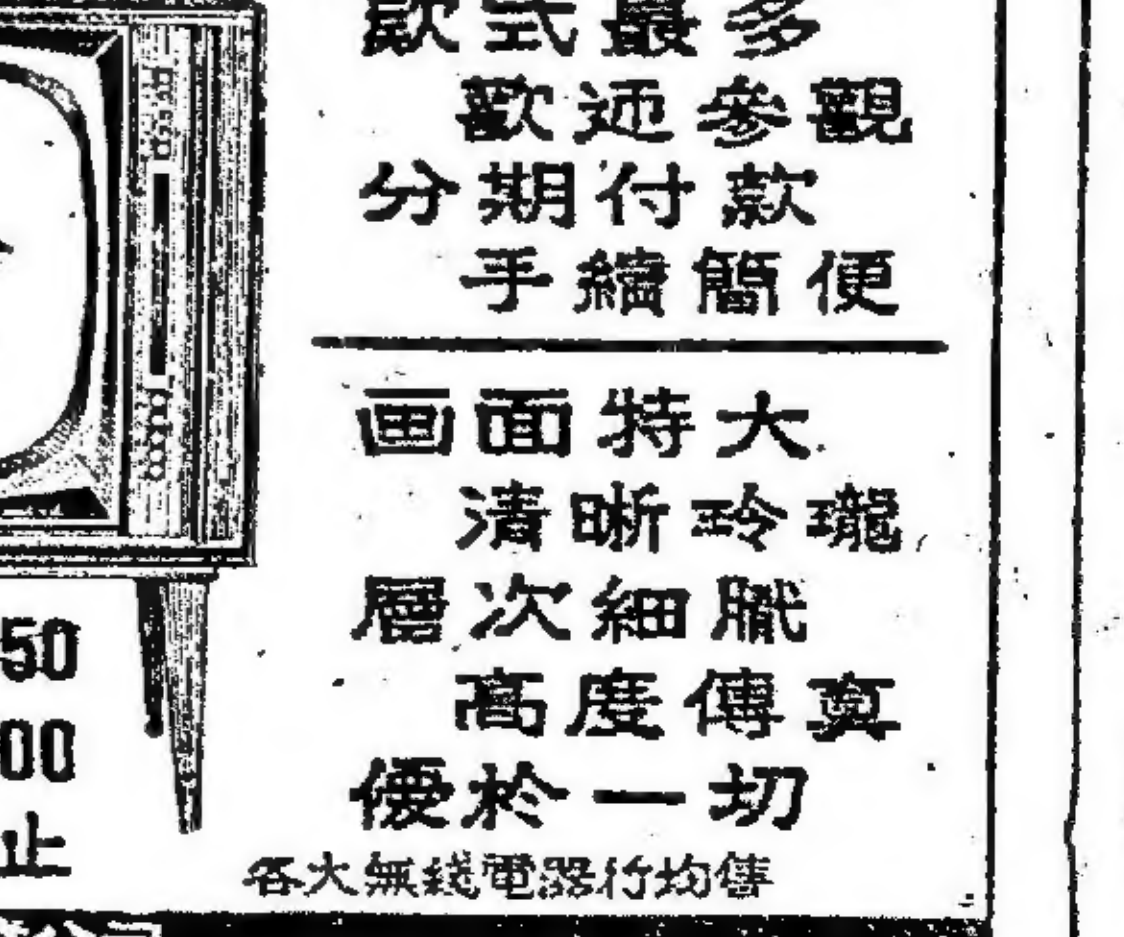 款式最多
歡迎參觀
分期付款
手續簡便
画面特大
清晰玲瓏
層次細膩
高度傳真
優於一切
各大無綫電器行均售
50
00
止